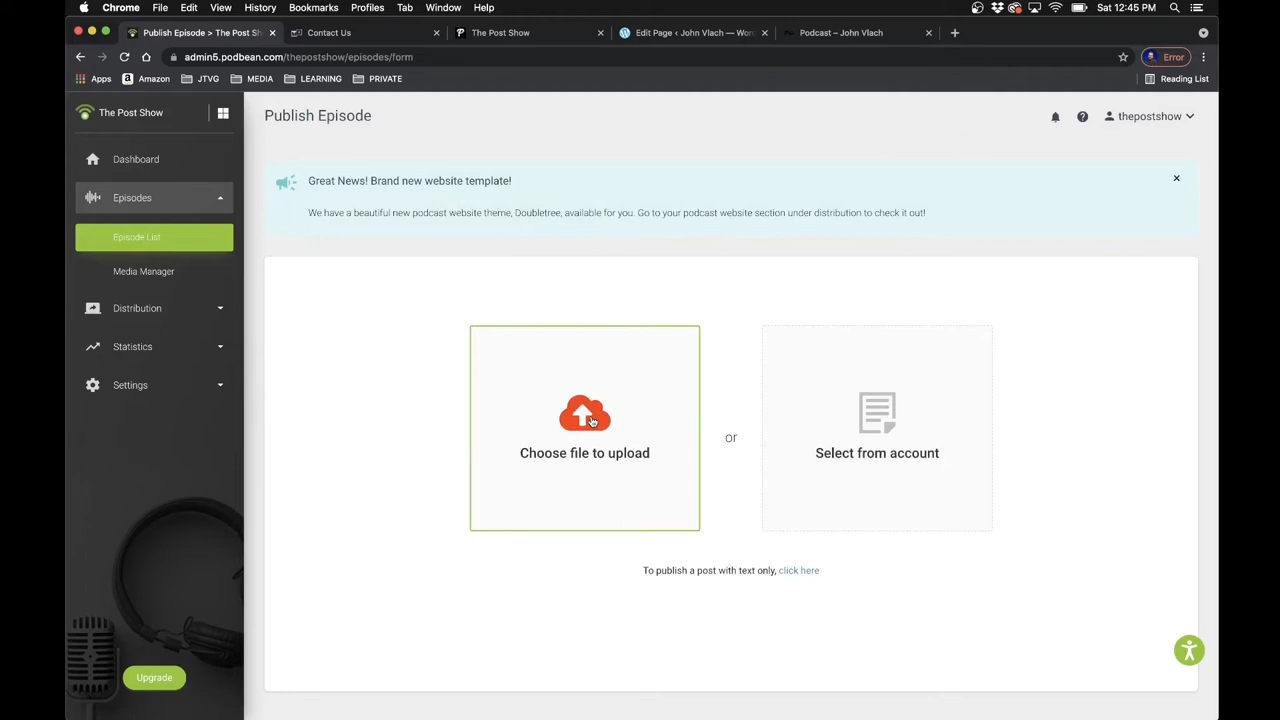 Chrome File Edit View History Bookmarks Profiles Tab Window Help Sat 12:45 PM
Publish Episode > The Post Sh Contact Us The Post Show Edit Page ‹ John Vlach — Wor Podcast – John Vlach
admin5.podbean.com/thepostshow/episodes/form Error
Apps Amazon JTVG MEDIA LEARNING PRIVATE Reading List
The Post Show
Publish Episode
thepostshow
Dashboard
Episodes
Episode List
Media Manager
Distribution
Statistics
Settings
Upgrade
Great News! Brand new website template!
We have a beautiful new podcast website theme, Doubletree, available for you. Go to your podcast website section under distribution to check it out!
Choose file to upload
or
Select from account
To publish a post with text only, click here